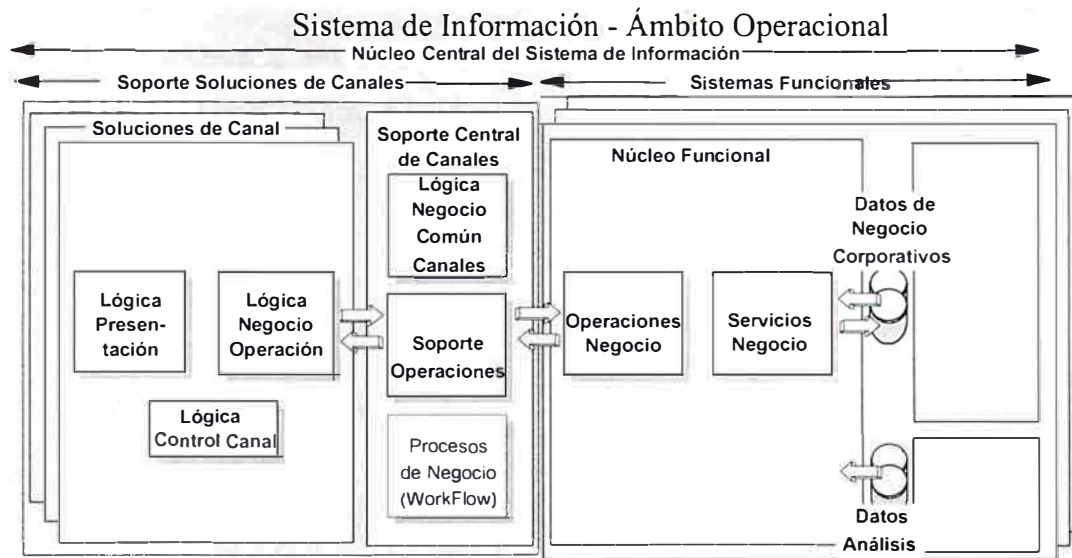 Sistema de Información - Ámbito Operacional
Núcleo Central del Sistema de Información
Soporte Soluciones de Canales
Sistemas Funcionales
Soluciones de Canal
Soporte Central
de Canales
Lógica
Negocio
Común
Canales
Núcleo Funcional
Datos de
Negocio
Corporativos
Lógica
Presen-
tación
Lógica
Negocio
Operación
Soporte
Operaciones
Operaciones
Negocio
Servicios
Negocio
Lógica
Control Canal
Procesos
de Negocio
(WorkFlow)
Datos
Análisis